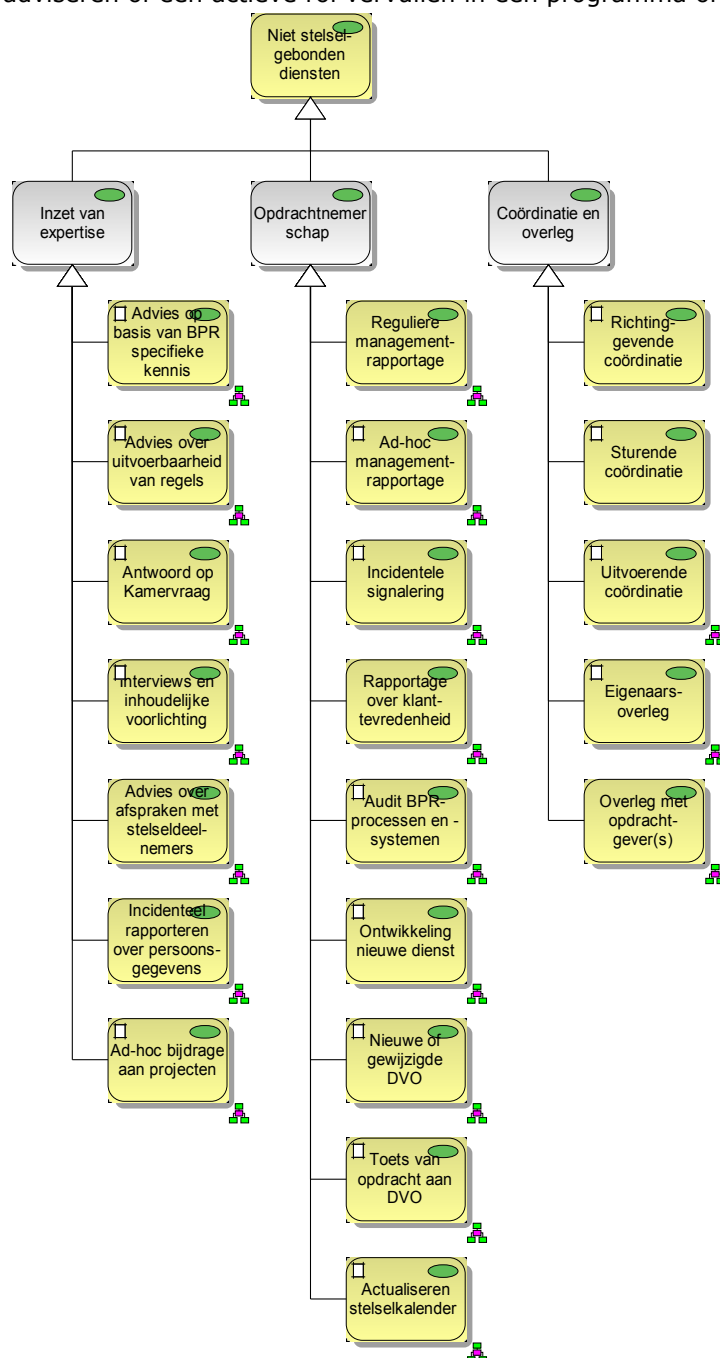 adviseren of een actieve rol vervullen in een programma of
Niet stelsel-
gebonden
diensten
Inzet van
expertise
Opdrachtnemer
schap
Coördinatie en
overleg
Advies op
basis van BPR
specifieke
kennis
Advies over
uitvoerbaarheid
van regels
Antwoord op
Kamervraag
Interviews en
inhoudelijke
voorlichting
Advies over
afspraken met
stelseldeel-
nemers
Incidenteel
rapporteren
over persoons-
gegevens
Ad-hoc bijdrage
aan projecten
Reguliere
management-
rapportage
Ad-hoc
management-
rapportage
Incidentele
signalering
Rapportage
over klant-
tevredenheid
Audit BPR-
processen en -
systemen
Ontwikkeling
nieuwe dienst
Nieuwe of
gewijzigde
DVO
Toets van
opdracht aan
DVO
Actualiseren
stelselkalender
Richting-
gevende
coördinatie
Sturende
coördinatie
Uitvoerende
coördinatie
Eigenaars-
overleg
Overleg met
opdracht-
gever(s)